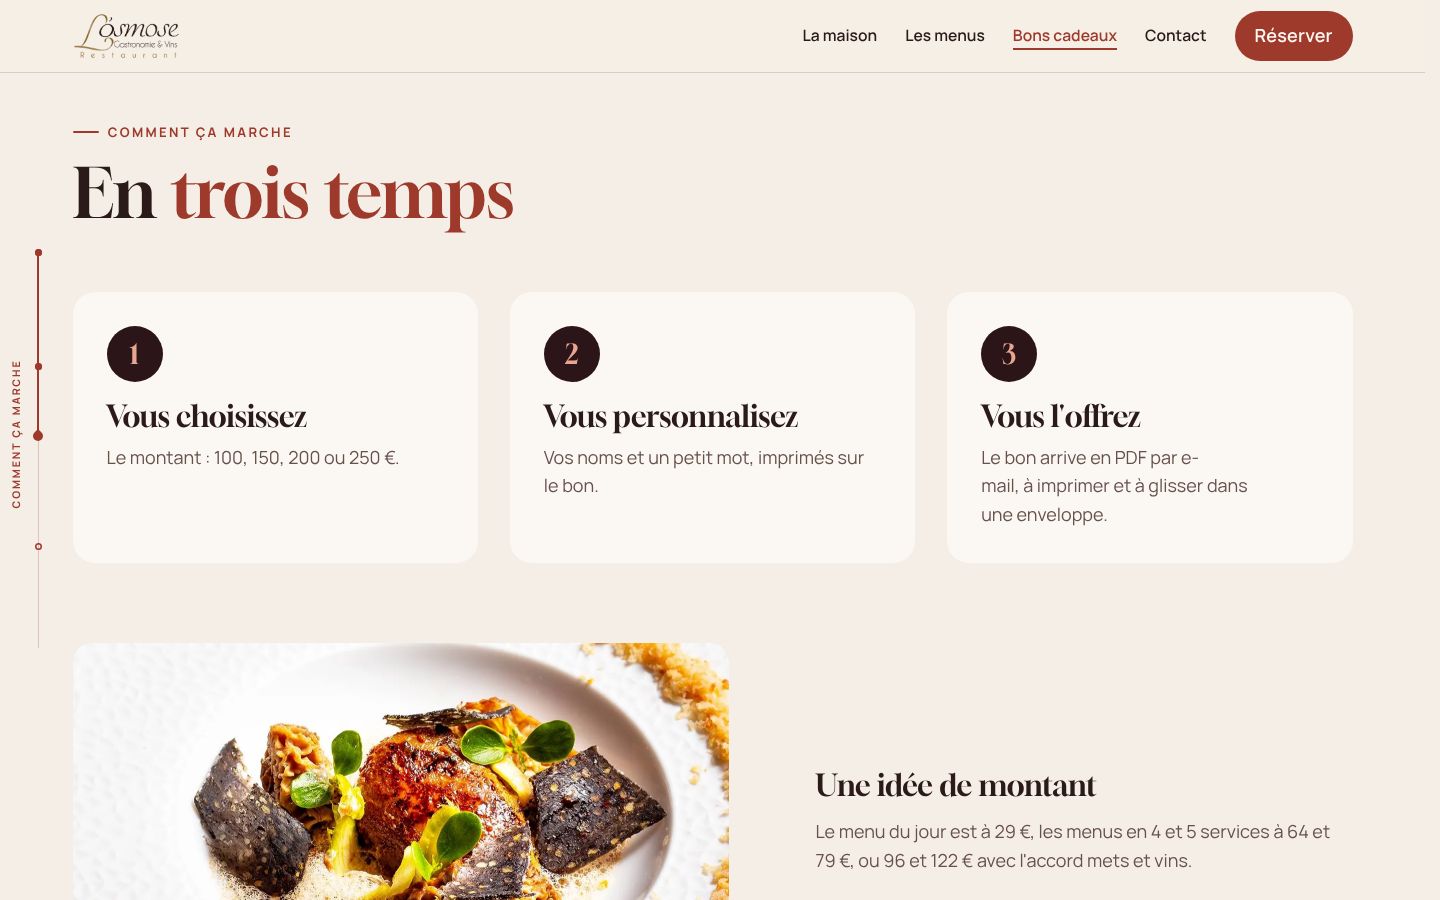 L'osmose
Gastronomie & Vins
Restaurant
La maison
Les menus
Bons cadeaux
Contact
Réserver
COMMENT ÇA MARCHE
En trois temps
COMMENT ÇA MARCHE
1
Vous choisissez
Le montant : 100, 150, 200 ou 250 €.
2
Vous personnalisez
Vos noms et un petit mot, imprimés sur
le bon.
3
Vous l'offrez
Le bon arrive en PDF par e-
mail, à imprimer et à glisser dans
une enveloppe.
Une idée de montant
Le menu du jour est à 29 €, les menus en 4 et 5 services à 64 et
79 €, ou 96 et 122 € avec l'accord mets et vins.